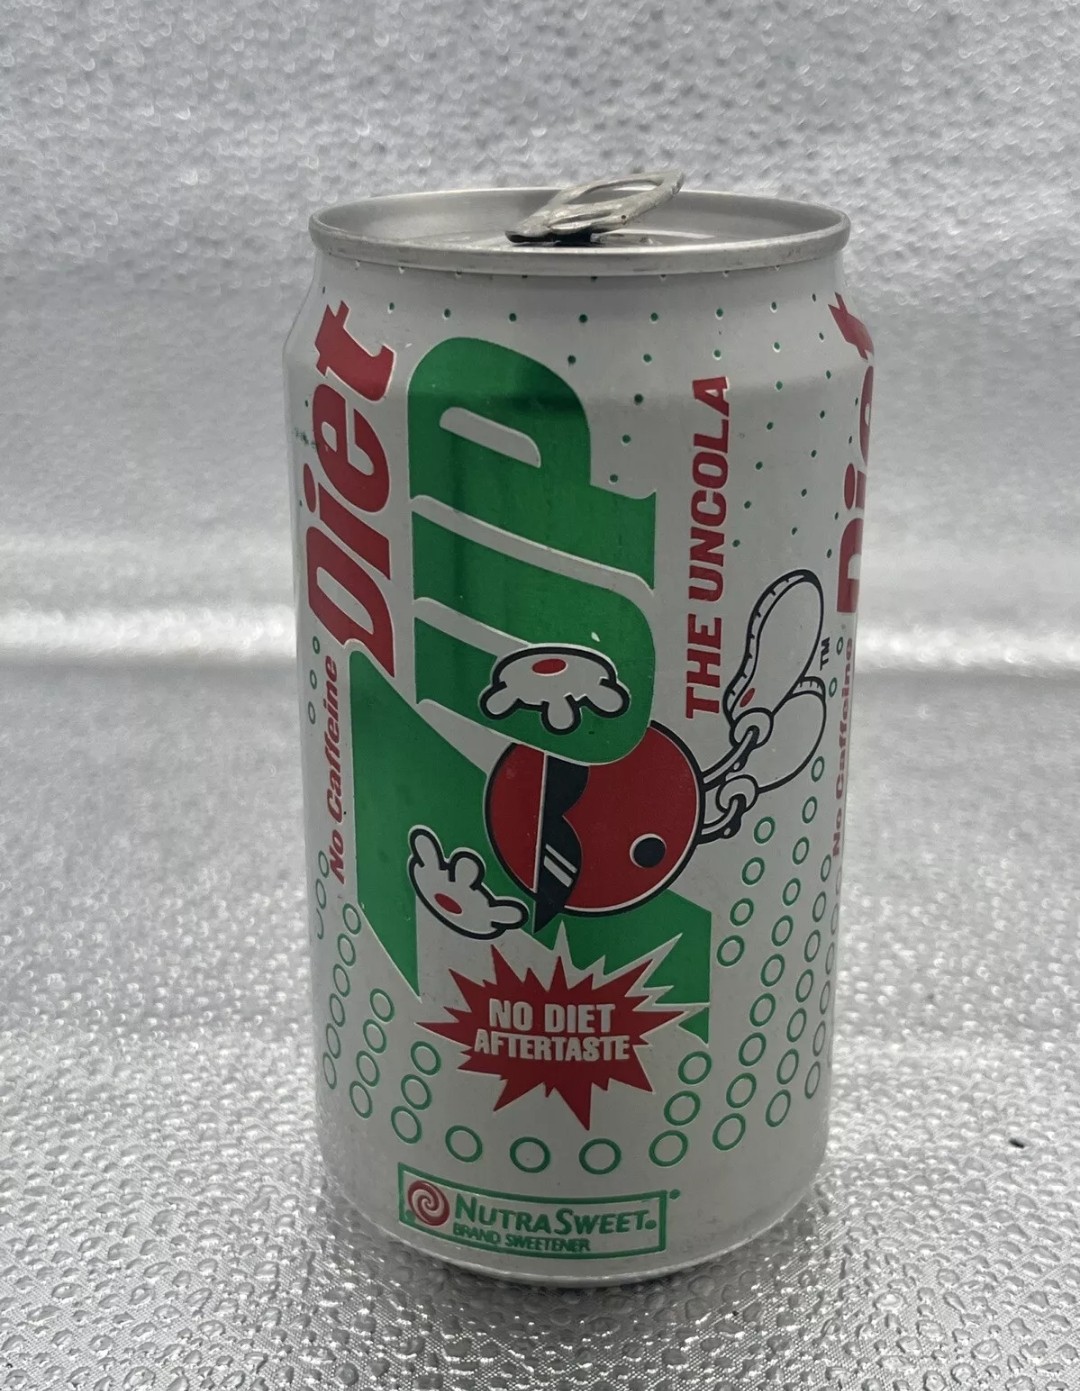 Diet
7UP
THE UNCOLA
TM
No Caffeine
Diet
No Caffeine
NO DIET
AFTERTASTE
NUTRASWEET®
BRAND SWEETENER